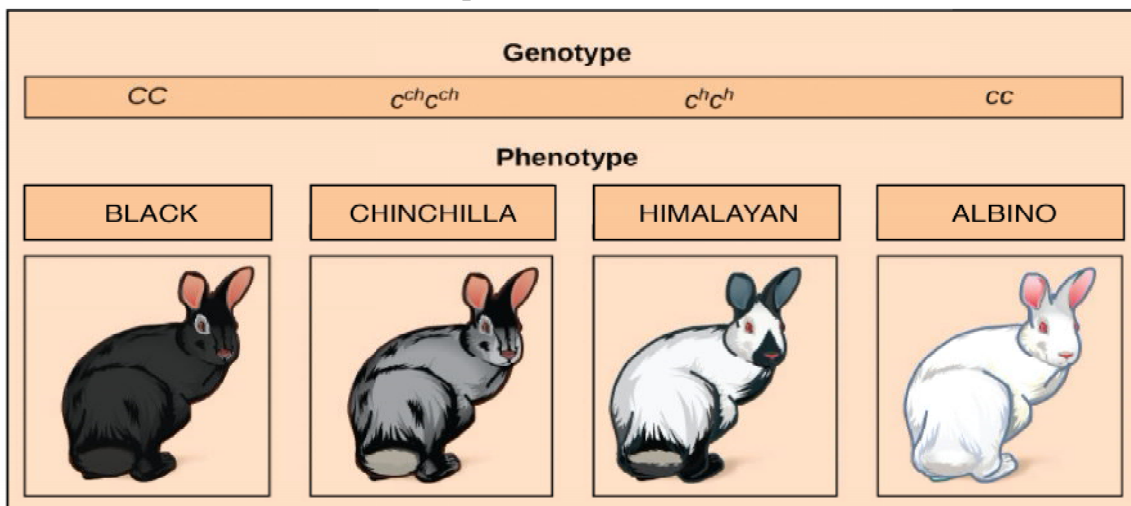 Genotype
CC c^ch c^ch c^h c^h cc
Phenotype
BLACK CHINCHILLA HIMALAYAN ALBINO